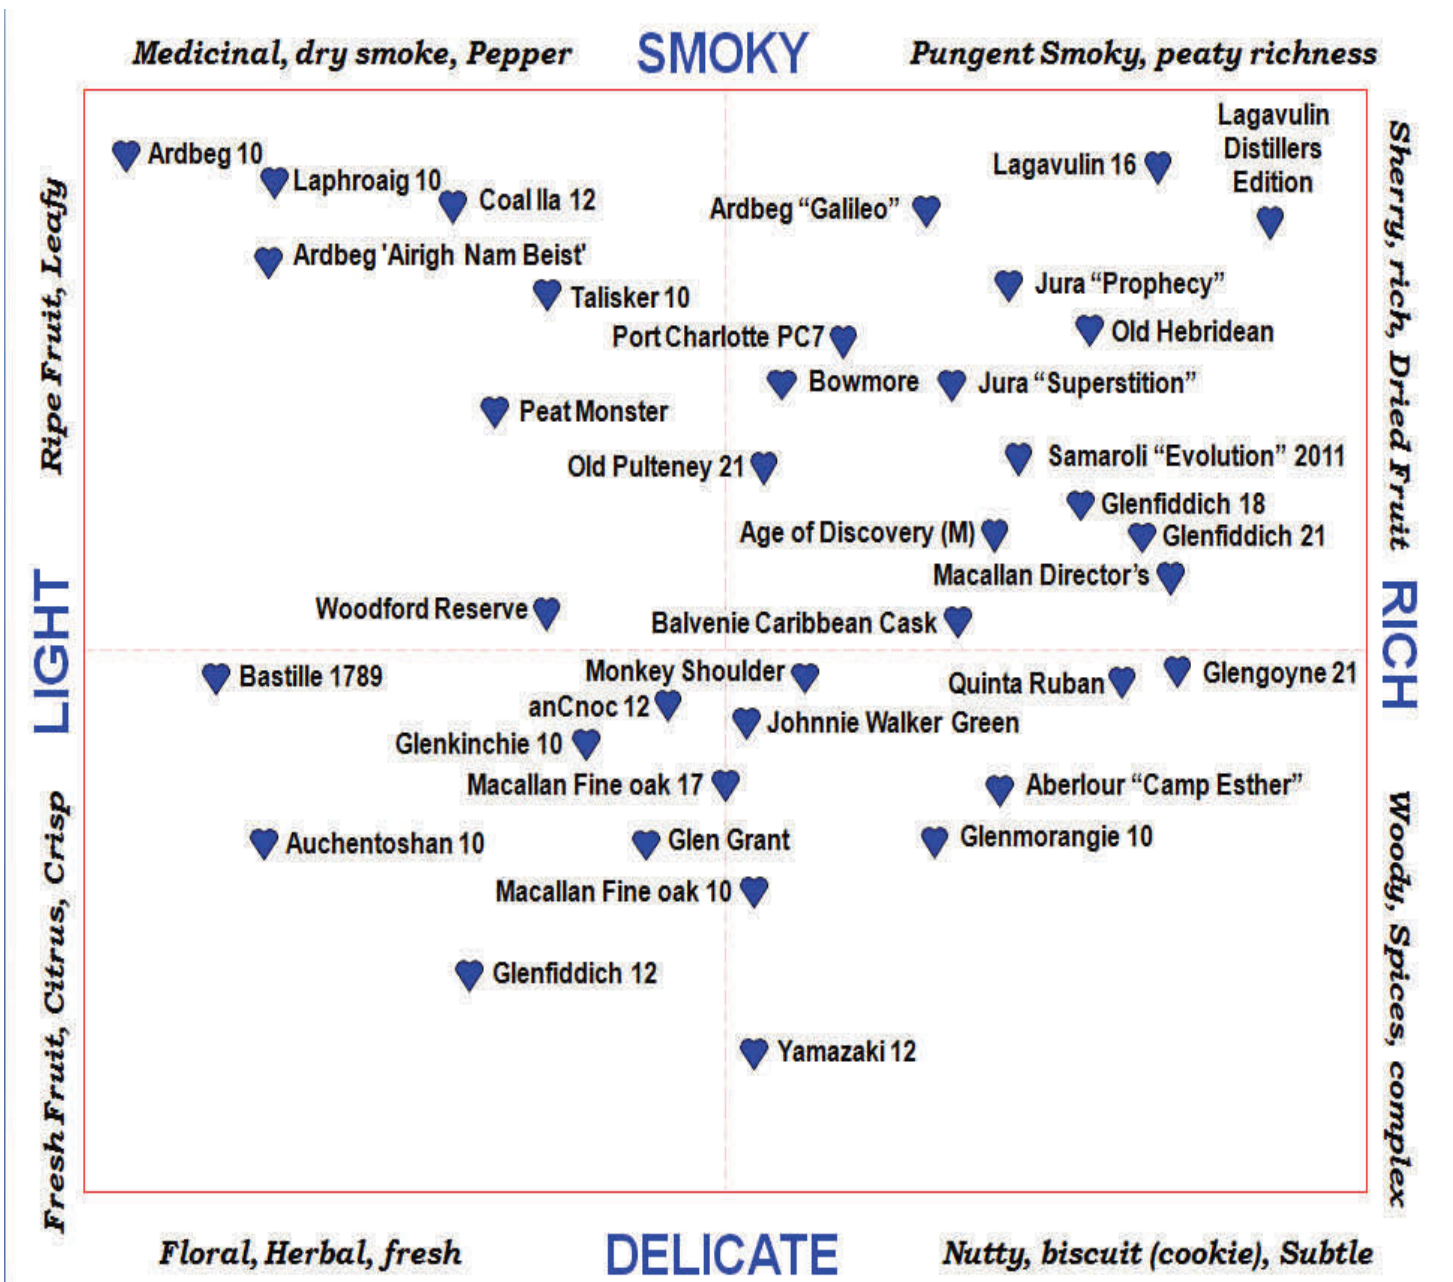 SMOKY
Medicinal, dry smoke, Pepper
Pungent Smoky, peaty richness
Lagavulin
Distillers
Edition
Ardbeg 10
Lagavulin 16
Laphroaig 10
Coal Ila 12
Ardbeg “Galileo”
Ardbeg 'Airigh Nam Beist'
Jura “Prophecy”
Talisker 10
Old Hebridean
Port Charlotte PC7
Bowmore
Jura “Superstition”
Peat Monster
Samaroli “Evolution” 2011
Old Pulteney 21
Glenfiddich 18
Age of Discovery (M)
Glenfiddich 21
Macallan Director’s
Woodford Reserve
Balvenie Caribbean Cask
Monkey Shoulder
Glengoyne 21
Bastille 1789
Quinta Ruban
anCnoc 12
Johnnie Walker Green
Glenkinchie 10
Macallan Fine oak 17
Aberlour “Camp Esther”
Glenmorangie 10
Auchentoshan 10
Glen Grant
Macallan Fine oak 10
Glenfiddich 12
Yamazaki 12
Ripe Fruit, Leafy
LIGHT
Fresh Fruit, Citrus, Crisp
Sherry, rich, Dried Fruit
RICH
Woody, Spices, complex
Floral, Herbal, fresh
DELICATE
Nutty, biscuit (cookie), Subtle